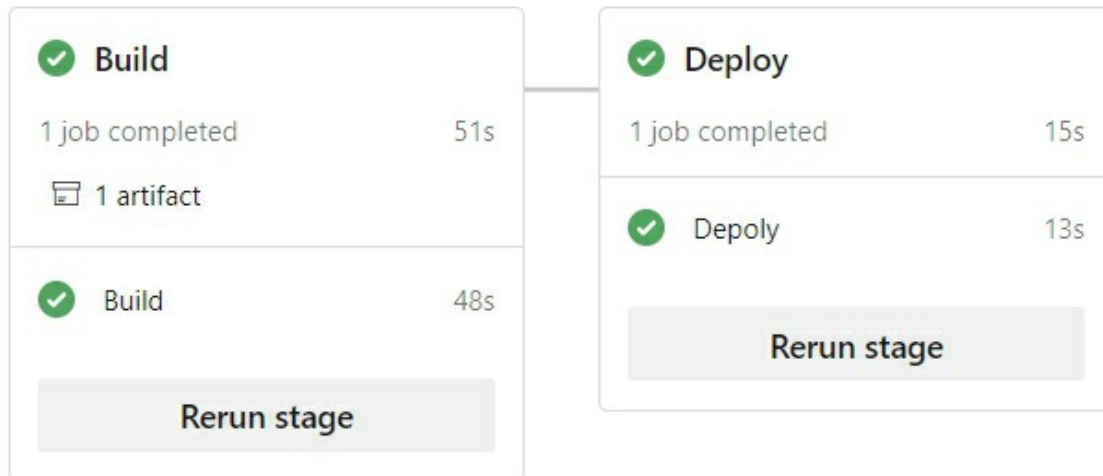 Build
1 job completed 51s
1 artifact
Build 48s
Rerun stage
Deploy
1 job completed 15s
Depoly 13s
Rerun stage